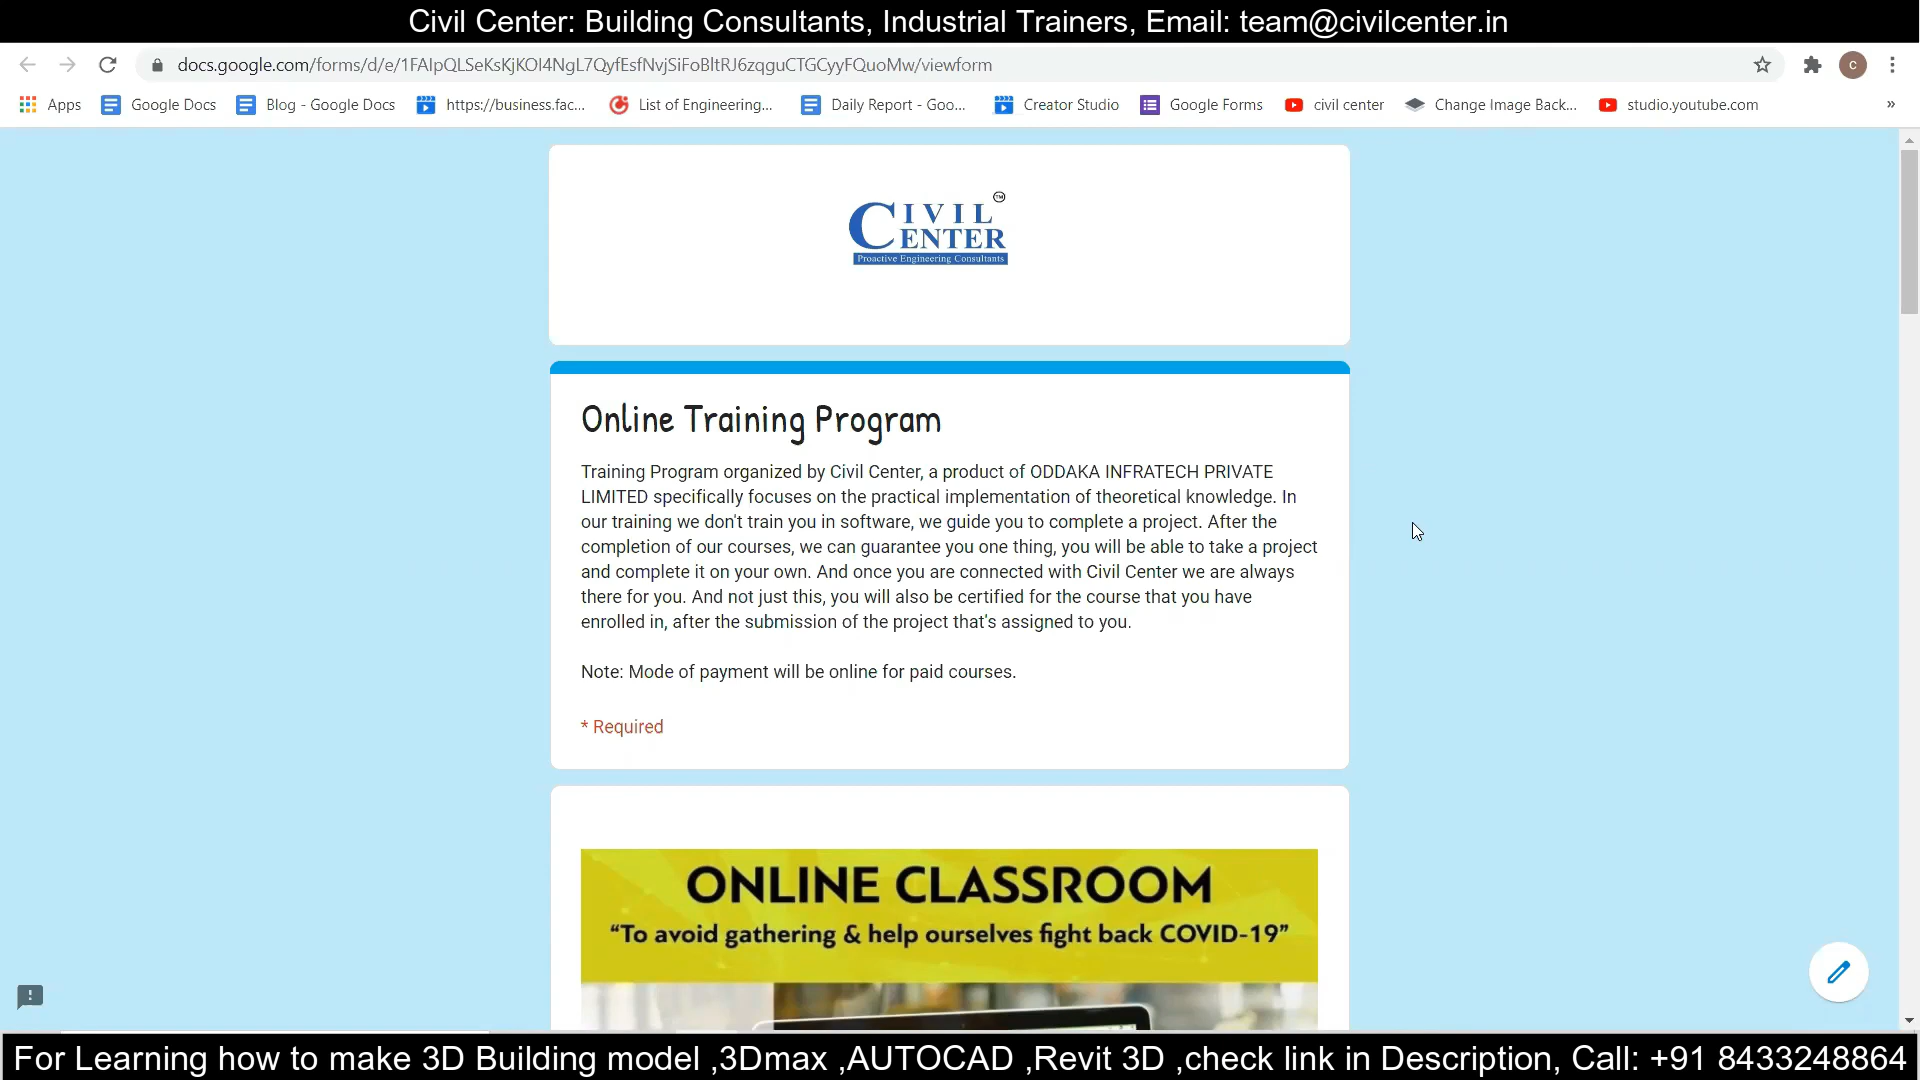 Civil Center: Building Consultants, Industrial Trainers, Email: team@civilcenter.in
docs.google.com/forms/d/e/1FAIpQLSeKsKjKOI4NgL7QyfEsfNvjSiFoBltRJ6zqguCTGCyyFQuoMw/viewform
C
Apps Google Docs Blog - Google Docs https://business.fac... List of Engineering... Daily Report - Goo... Creator Studio Google Forms civil center Change Image Back... studio.youtube.com »
CIVIL TM
CENTER
Proactive Engineering Consultants
Online Training Program
Training Program organized by Civil Center, a product of ODDAKA INFRATECH PRIVATE
LIMITED specifically focuses on the practical implementation of theoretical knowledge. In
our training we don't train you in software, we guide you to complete a project. After the
completion of our courses, we can guarantee you one thing, you will be able to take a project
and complete it on your own. And once you are connected with Civil Center we are always
there for you. And not just this, you will also be certified for the course that you have
enrolled in, after the submission of the project that's assigned to you.
Note: Mode of payment will be online for paid courses.
* Required
ONLINE CLASSROOM
“To avoid gathering & help ourselves fight back COVID-19”
For Learning how to make 3D Building model ,3Dmax ,AUTOCAD ,Revit 3D ,check link in Description, Call: +91 8433248864